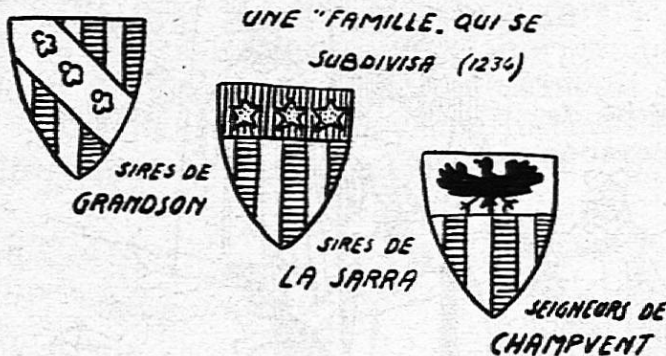 UNE "FAMILLE. QUI SE
SUBDIVISA (1234)
SIRES DE
GRANDSON
SIRES DE
LA SARRA
SEIGNEURS DE
CHAMPVENT